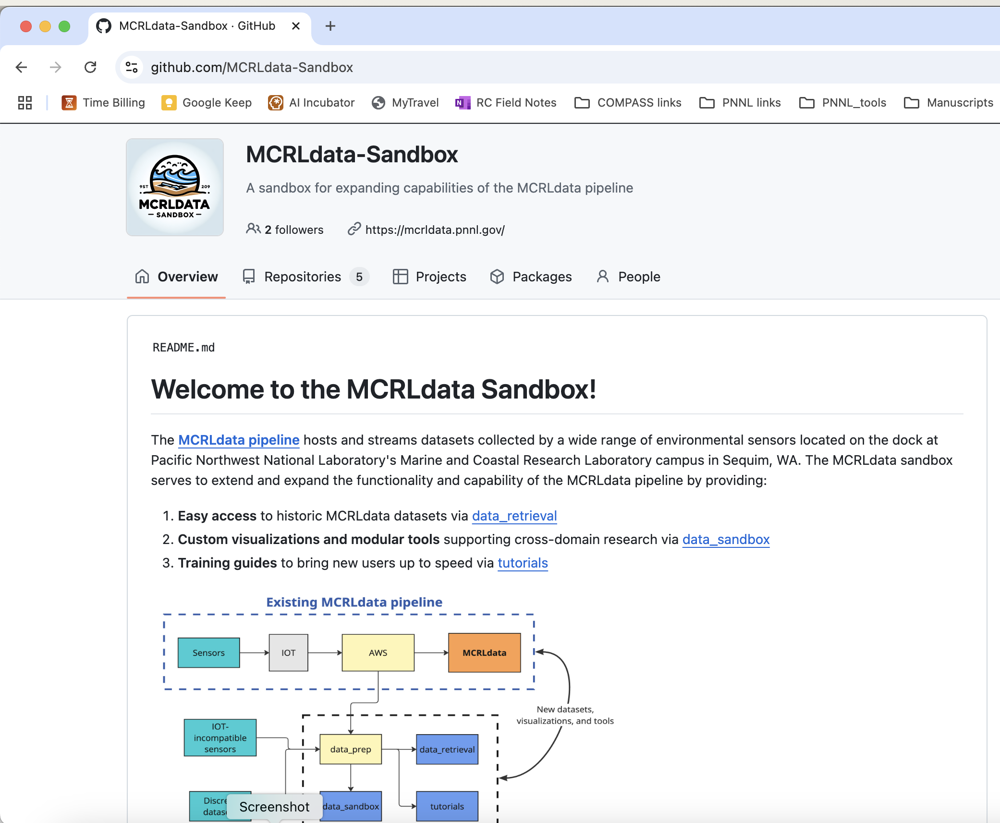 MCRLdata-Sandbox · GitHub
github.com/MCRLdata-Sandbox
Time Billing Google Keep AI Incubator MyTravel RC Field Notes COMPASS links PNNL links PNNL_tools Manuscripts
9ST 209
MCRLDATA
SANDBOX
MCRLdata-Sandbox
A sandbox for expanding capabilities of the MCRLdata pipeline
2 followers https://mcrldata.pnnl.gov/
Overview Repositories 5 Projects Packages People
README.md
Welcome to the MCRLdata Sandbox!
The MCRLdata pipeline hosts and streams datasets collected by a wide range of environmental sensors located on the dock at
Pacific Northwest National Laboratory's Marine and Coastal Research Laboratory campus in Sequim, WA. The MCRLdata sandbox
serves to extend and expand the functionality and capability of the MCRLdata pipeline by providing:
1. Easy access to historic MCRLdata datasets via data_retrieval
2. Custom visualizations and modular tools supporting cross-domain research via data_sandbox
3. Training guides to bring new users up to speed via tutorials
Existing MCRLdata pipeline
Sensors IOT AWS MCRLdata
New datasets,
visualizations, and tools
IOT-
incompatible
sensors
data_prep data_retrieval
Screenshot
data_sandbox tutorials